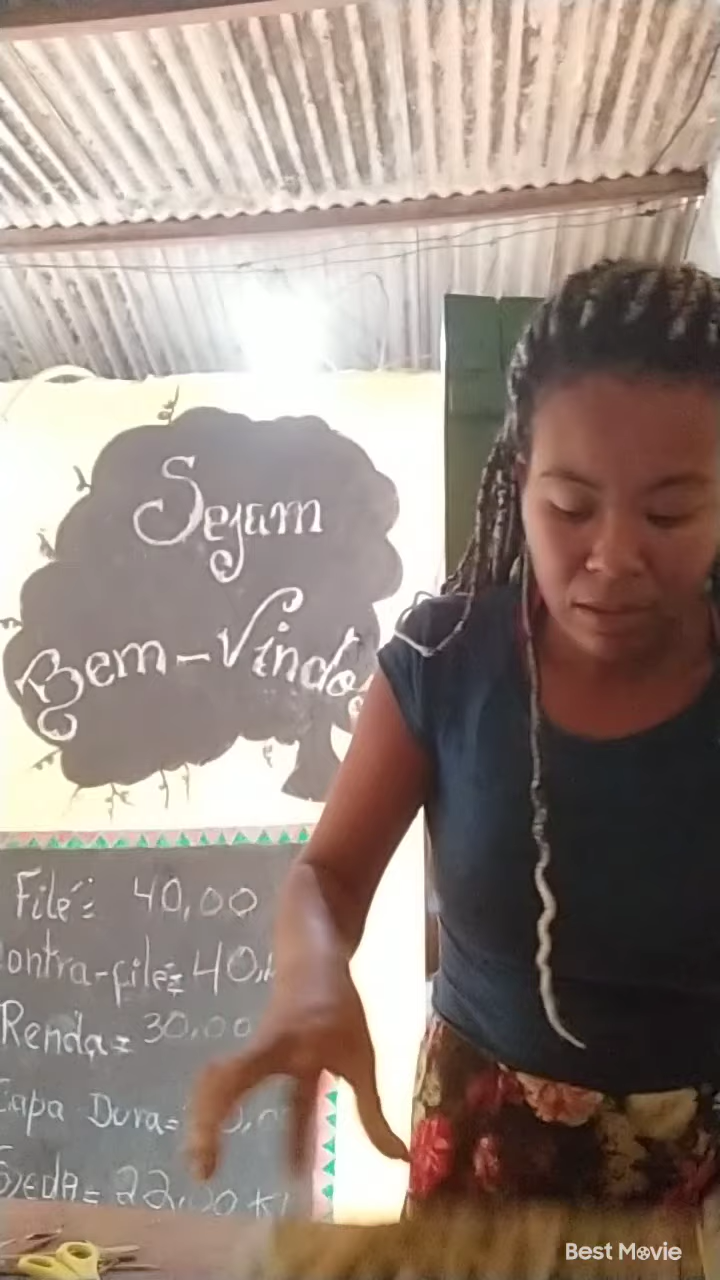 Sejam
Bem-Vindos
Filé: 40,00
ontra-filé= 40,
Renda= 30,00
Capa Dura=
Seda= 22,00 KL
Best Movie